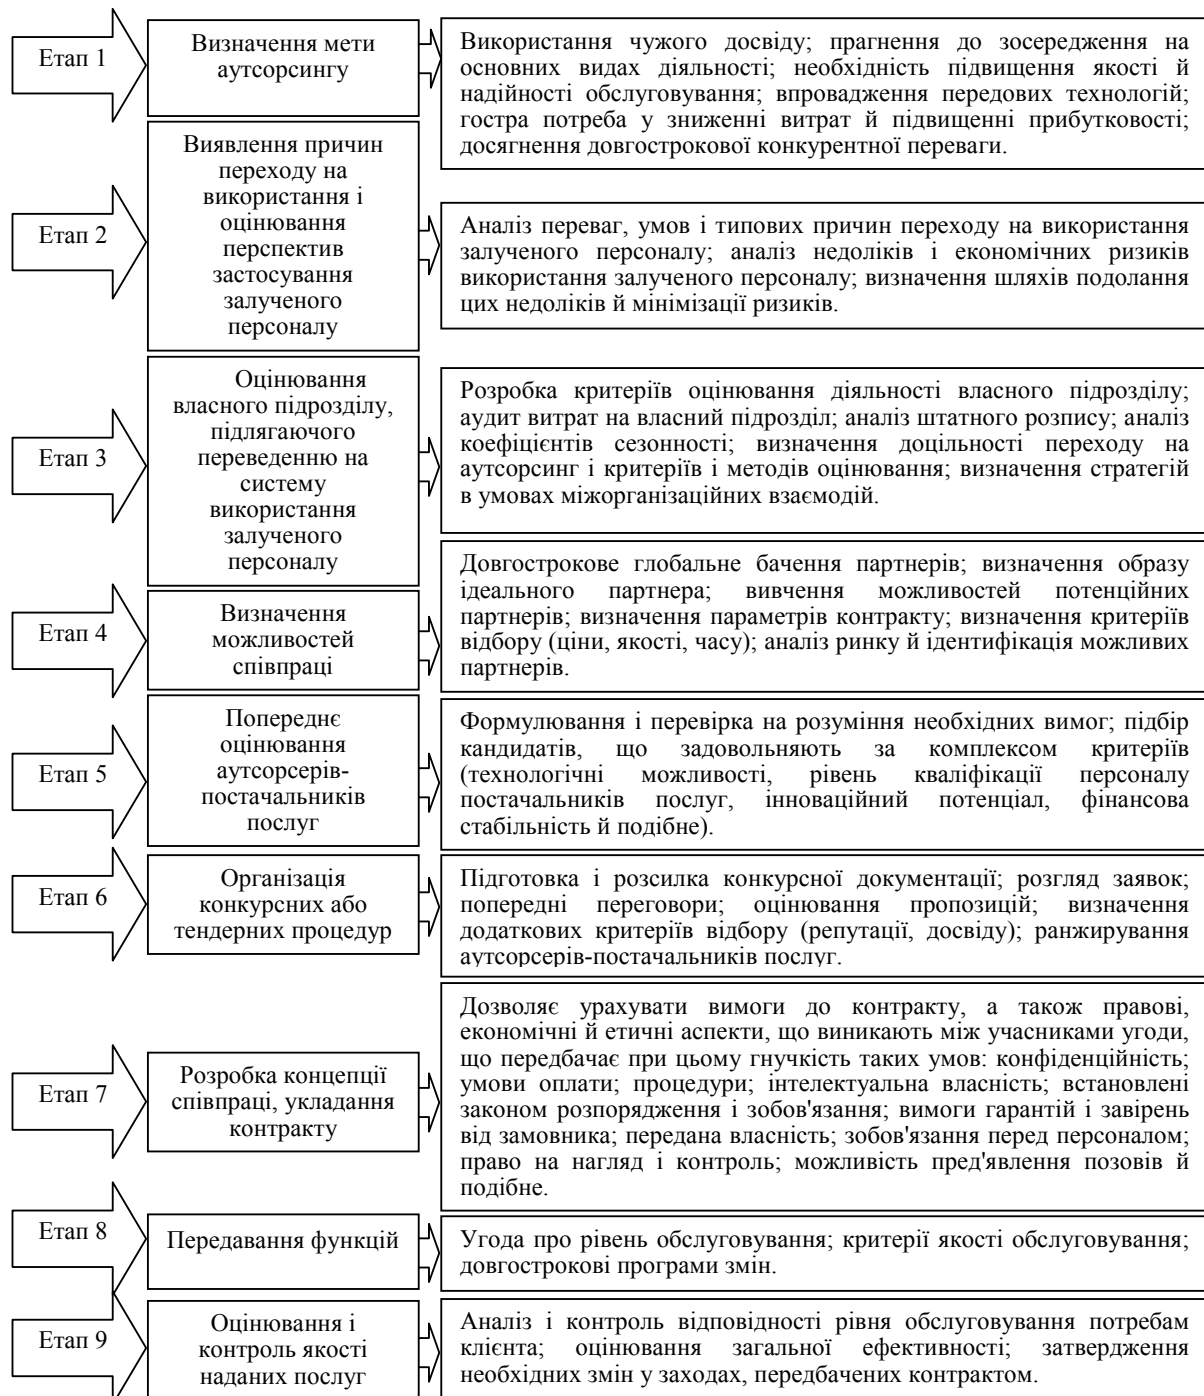 Етап 1
Визначення мети
аутсорсингу
Використання чужого досвіду; прагнення до зосередження на
основних видах діяльності; необхідність підвищення якості й
надійності обслуговування; впровадження передових технологій;
гостра потреба у зниженні витрат й підвищенні прибутковості;
досягнення довгострокової конкурентної переваги.
Етап 2
Виявлення причин
переходу на
використання і
оцінювання
перспектив
застосування
залученого
персоналу
Аналіз переваг, умов і типових причин переходу на використання
залученого персоналу; аналіз недоліків і економічних ризиків
використання залученого персоналу; визначення шляхів подолання
цих недоліків й мінімізації ризиків.
Етап 3
Оцінювання
власного підрозділу,
підлягаючого
переведенню на
систему
використання
залученого
персоналу
Розробка критеріїв оцінювання діяльності власного підрозділу;
аудит витрат на власний підрозділ; аналіз штатного розпису; аналіз
коефіцієнтів сезонності; визначення доцільності переходу на
аутсорсинг і критеріїв і методів оцінювання; визначення стратегій
в умовах міжорганізаційних взаємодій.
Етап 4
Визначення
можливостей
співпраці
Довгострокове глобальне бачення партнерів; визначення образу
ідеального партнера; вивчення можливостей потенційних
партнерів; визначення параметрів контракту; визначення критеріїв
відбору (ціни, якості, часу); аналіз ринку й ідентифікація можливих
партнерів.
Етап 5
Попереднє
оцінювання
аутсорсерів-
постачальників
послуг
Формулювання і перевірка на розуміння необхідних вимог; підбір
кандидатів, що задовольняють за комплексом критеріїв
(технологічні можливості, рівень кваліфікації персоналу
постачальників послуг, інноваційний потенціал, фінансова
стабільність й подібне).
Етап 6
Організація
конкурсних або
тендерних процедур
Підготовка і розсилка конкурсної документації; розгляд заявок;
попередні переговори; оцінювання пропозицій; визначення
додаткових критеріїв відбору (репутації, досвіду); ранжирування
аутсорсерів-постачальників послуг.
Етап 7
Розробка концепції
співпраці, укладання
контракту
Дозволяє урахувати вимоги до контракту, а також правові,
економічні й етичні аспекти, що виникають між учасниками угоди,
що передбачає при цьому гнучкість таких умов: конфіденційність;
умови оплати; процедури; інтелектуальна власність; встановлені
законом розпорядження і зобов'язання; вимоги гарантій і завірень
від замовника; передана власність; зобов'язання перед персоналом;
право на нагляд і контроль; можливість пред'явлення позовів й
подібне.
Етап 8
Передавання функцій
Угода про рівень обслуговування; критерії якості обслуговування;
довгострокові програми змін.
Етап 9
Оцінювання і
контроль якості
наданих послуг
Аналіз і контроль відповідності рівня обслуговування потребам
клієнта; оцінювання загальної ефективності; затвердження
необхідних змін у заходах, передбачених контрактом.